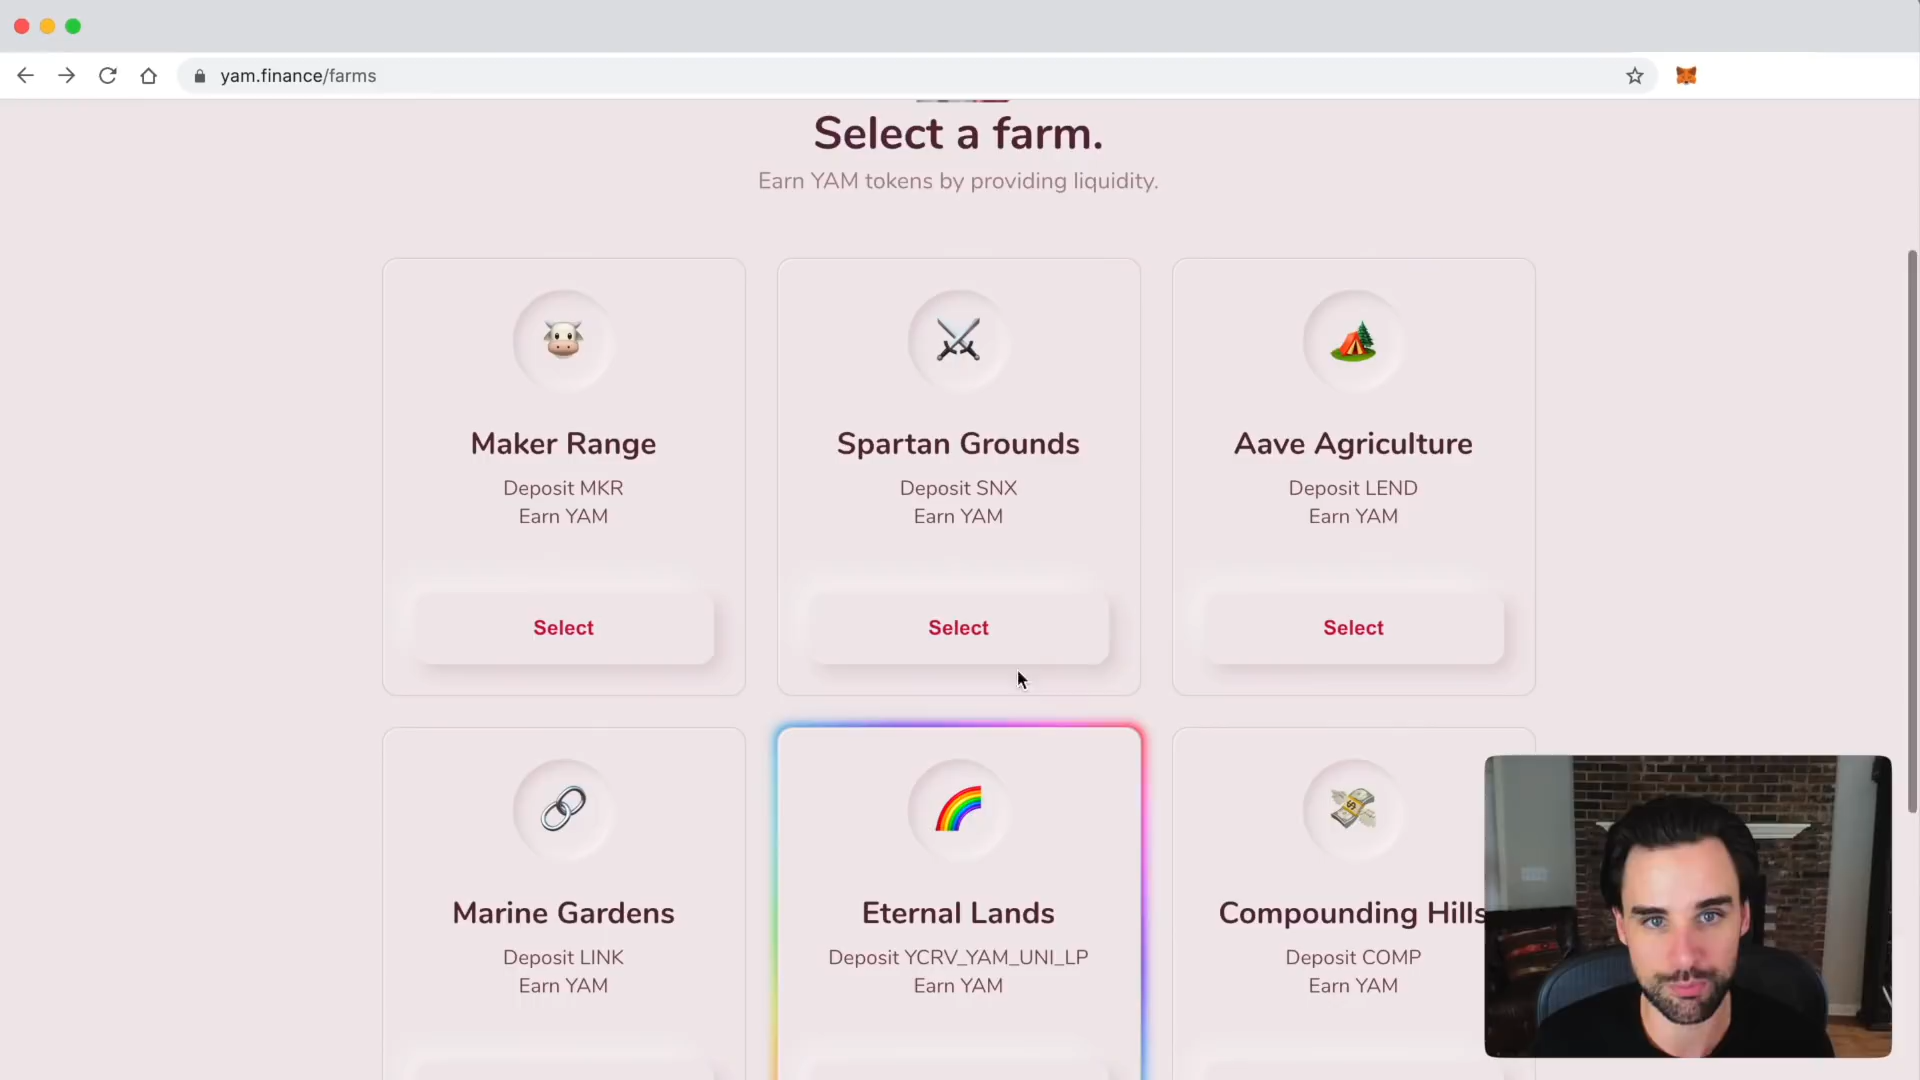 yam.finance/farms
Select a farm.
Earn YAM tokens by providing liquidity.
Maker Range
Deposit MKR
Earn YAM
Select
Spartan Grounds
Deposit SNX
Earn YAM
Select
Aave Agriculture
Deposit LEND
Earn YAM
Select
Marine Gardens
Deposit LINK
Earn YAM
Eternal Lands
Deposit YCRV_YAM_UNI_LP
Earn YAM
Compounding Hills
Deposit COMP
Earn YAM